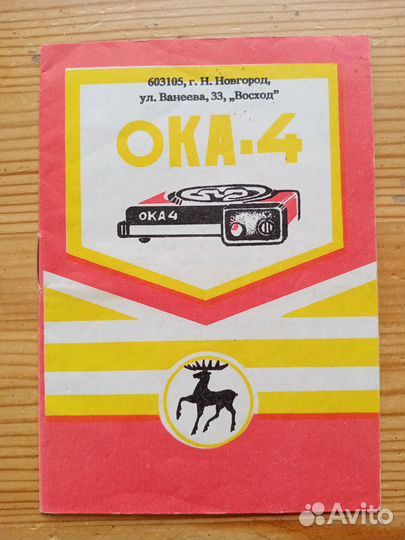 603105, г. Н. Новгород,
ул. Ванеева, 33, „Восход”
ОКА-4
ОКА 4
Avito